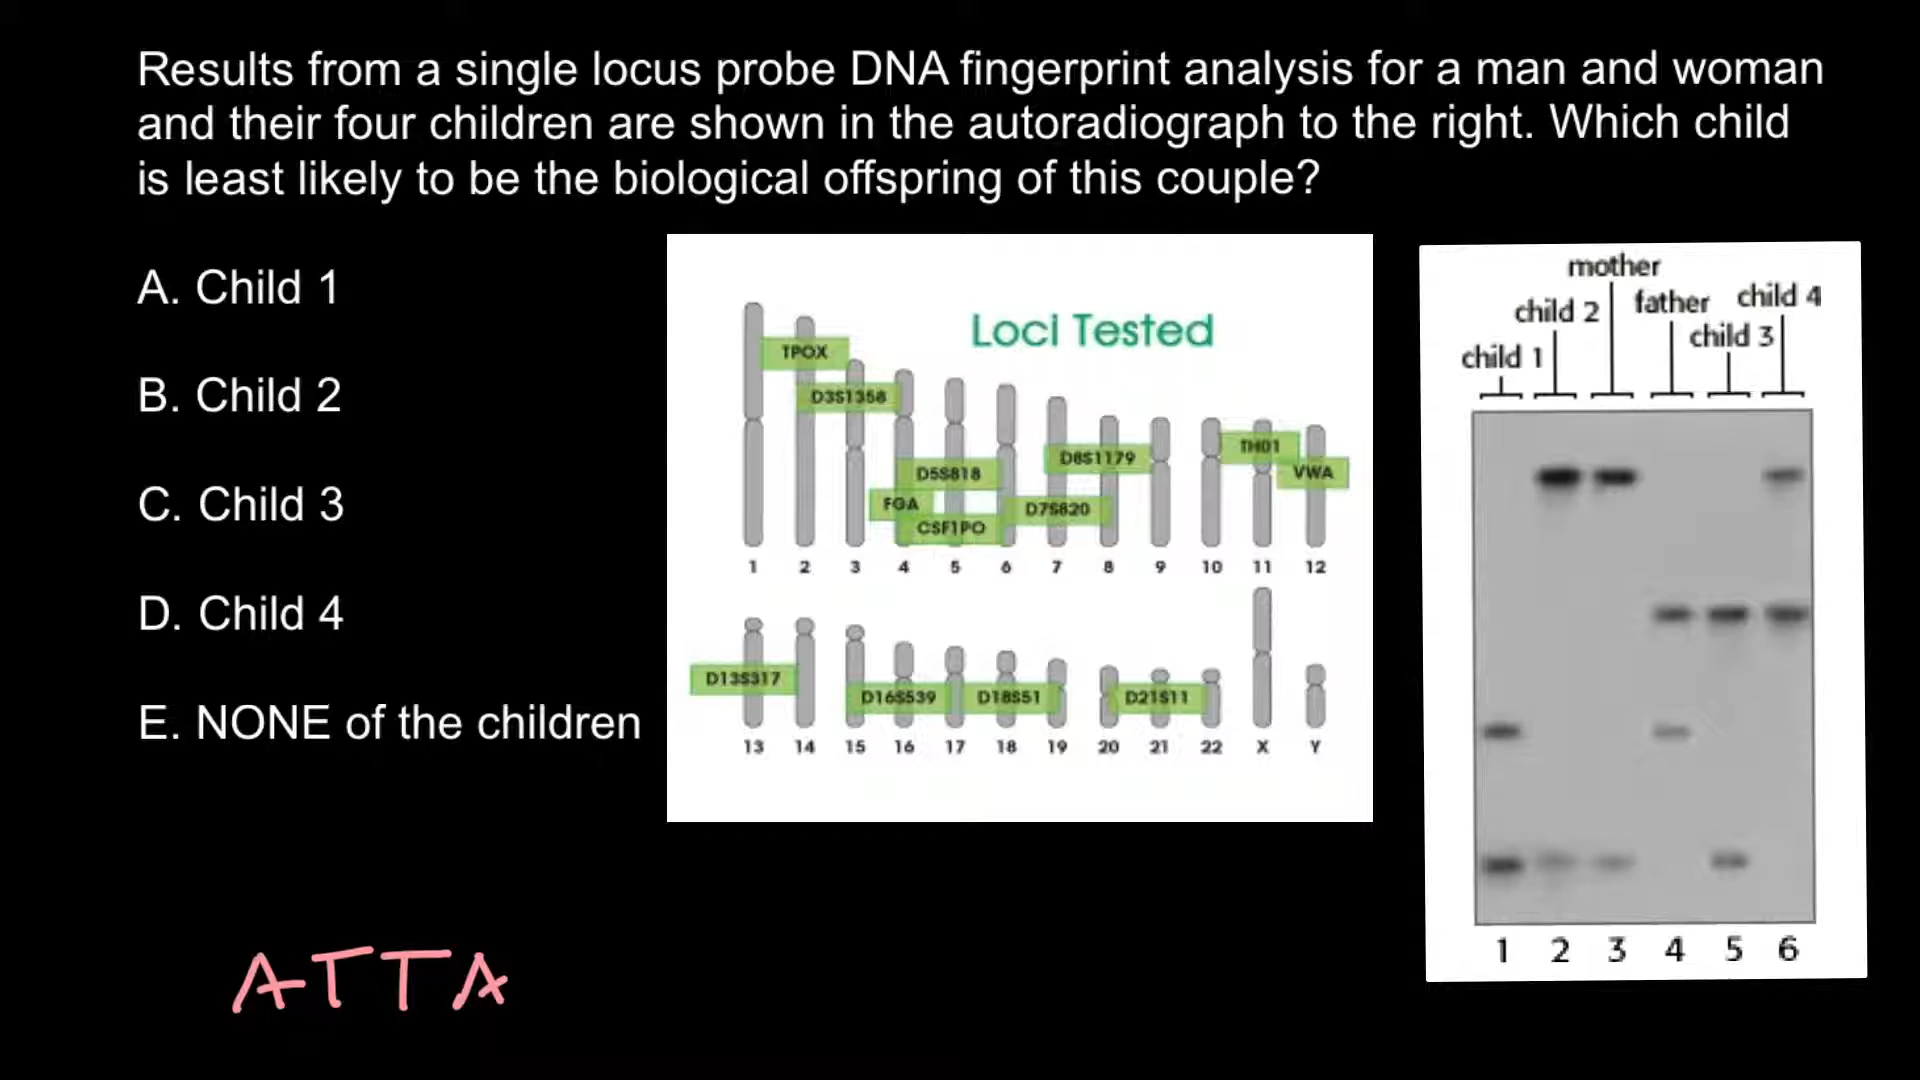 Results from a single locus probe DNA fingerprint analysis for a man and woman
and their four children are shown in the autoradiograph to the right. Which child
is least likely to be the biological offspring of this couple?
A. Child 1
B. Child 2
C. Child 3
D. Child 4
E. NONE of the children
ATTA
Loci Tested
TPOX
D3S1358
D5S818
FGA
CSF1PO
D8S1179
D7S820
TH01
VWA
1 2 3 4 5 6 7 8 9 10 11 12
D13S317
D16S539
D18S51
D21S11
13 14 15 16 17 18 19 20 21 22 X Y
mother
child 2
father
child 4
child 3
child 1
1 2 3 4 5 6